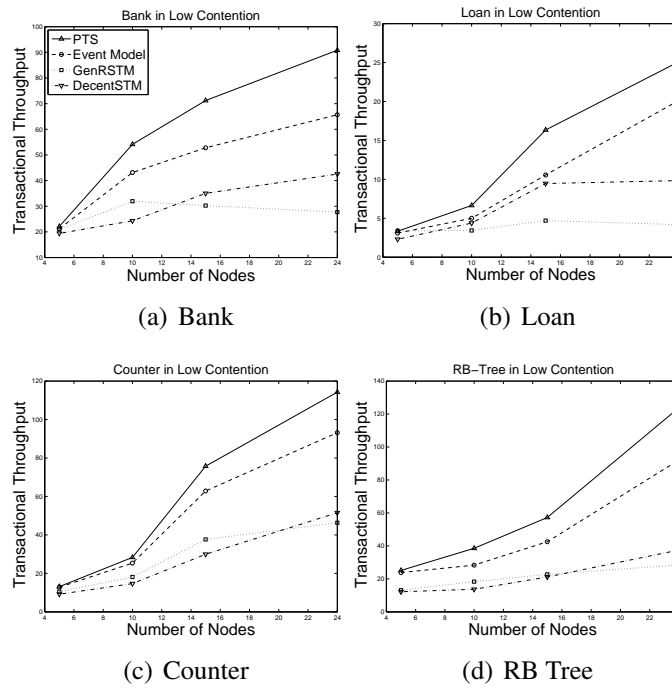 Bank in Low Contention
100
90
80
70
60
50
40
30
20
10
4 6 8 10 12 14 16 18 20 22 24
Transactional Throughput
Number of Nodes
PTS
Event Model
GenRSTM
DecentSTM
(a) Bank
Loan in Low Contention
30
25
20
15
10
5
0
4 6 8 10 12 14 16 18 20 22
Transactional Throughput
Number of Nodes
(b) Loan
Counter in Low Contention
120
100
80
60
40
20
0
4 6 8 10 12 14 16 18 20 22 24
Transactional Throughput
Number of Nodes
(c) Counter
RB-Tree in Low Contention
140
120
100
80
60
40
20
0
4 6 8 10 12 14 16 18 20 22
Transactional Throughput
Number of Nodes
(d) RB Tree